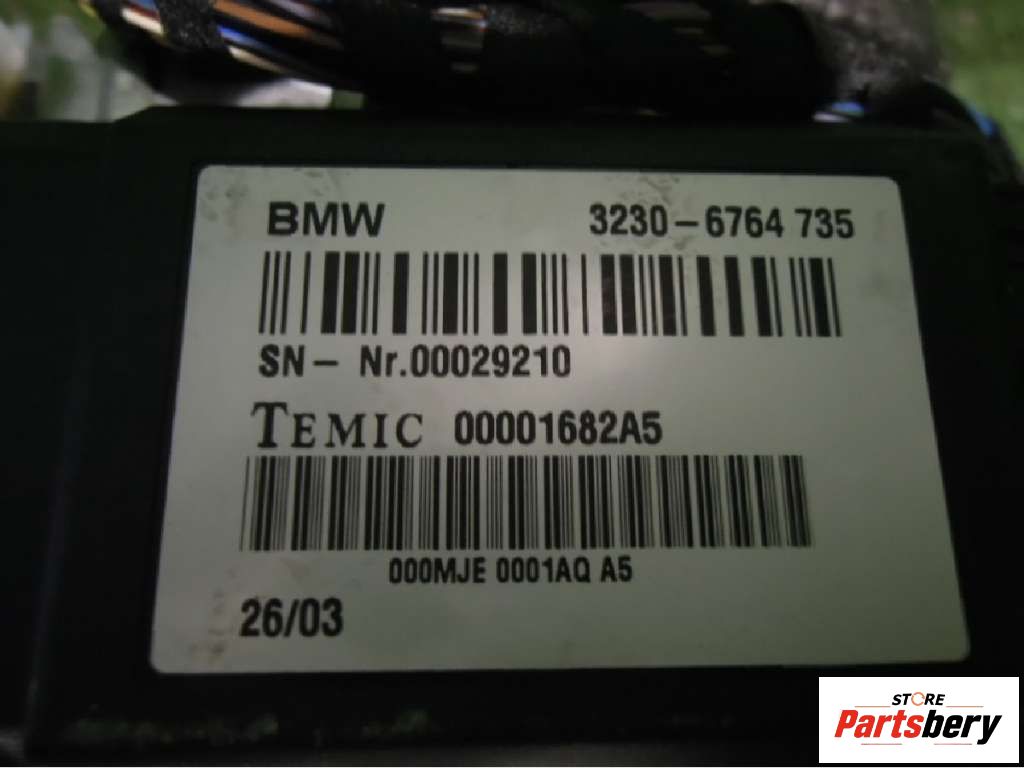 BMW 3230-6764 735
SN- Nr.00029210
TEMIC 00001682A5
000MJE 0001AQ A5
26/03
STORE
Partsbery